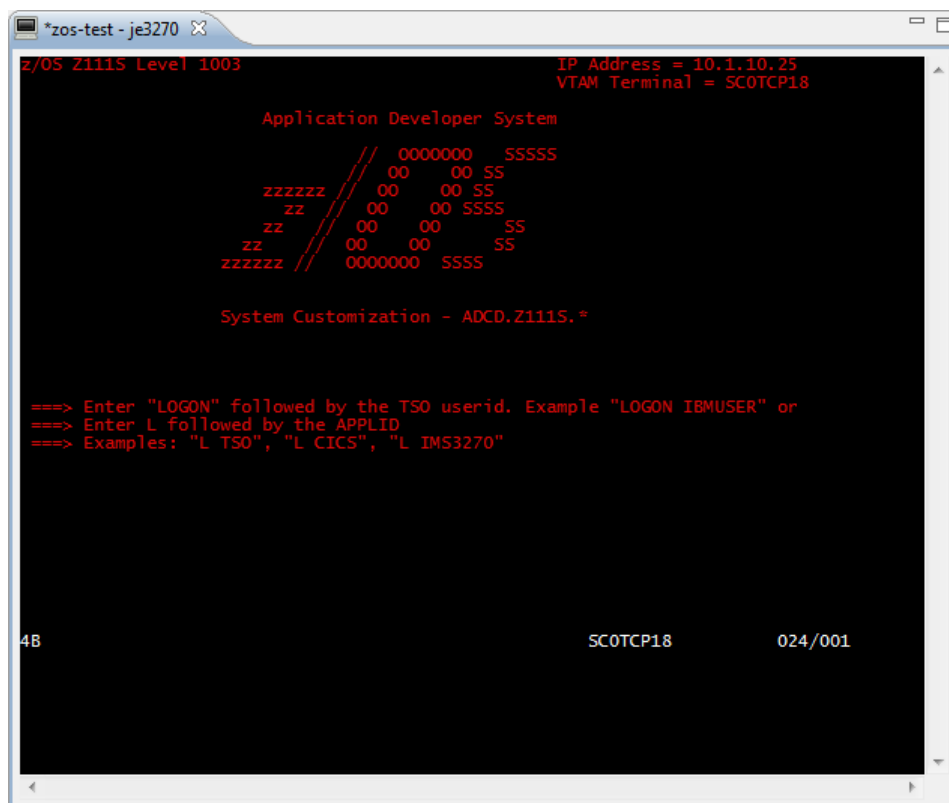 *zos-test - je3270
z/OS Z111S Level 1003 IP Address = 10.1.10.25
VTAM Terminal = SC0TCP18
Application Developer System
// OOOOOOO SSSSS
// OO OO SS
zzzzzz // OO OO SS
zz // OO OO SSSS
zz // OO OO SS
zz // OO OO SS
zzzzzz // OOOOOOO SSSS
System Customization - ADCD.Z111S.*
===> Enter "LOGON" followed by the TSO userid. Example "LOGON IBMUSER" or
===> Enter L followed by the APPLID
===> Examples: "L TSO", "L CICS", "L IMS3270"
4B SC0TCP18 024/001